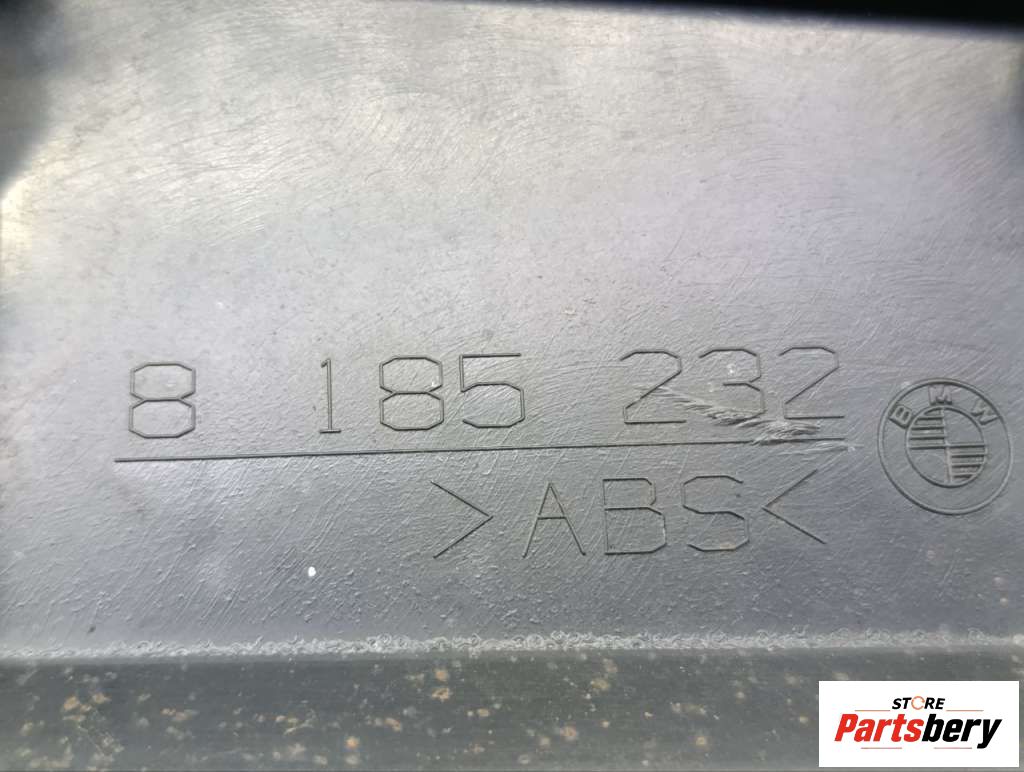 8 185 232
BMW
>ABS<
STORE
Partsbery